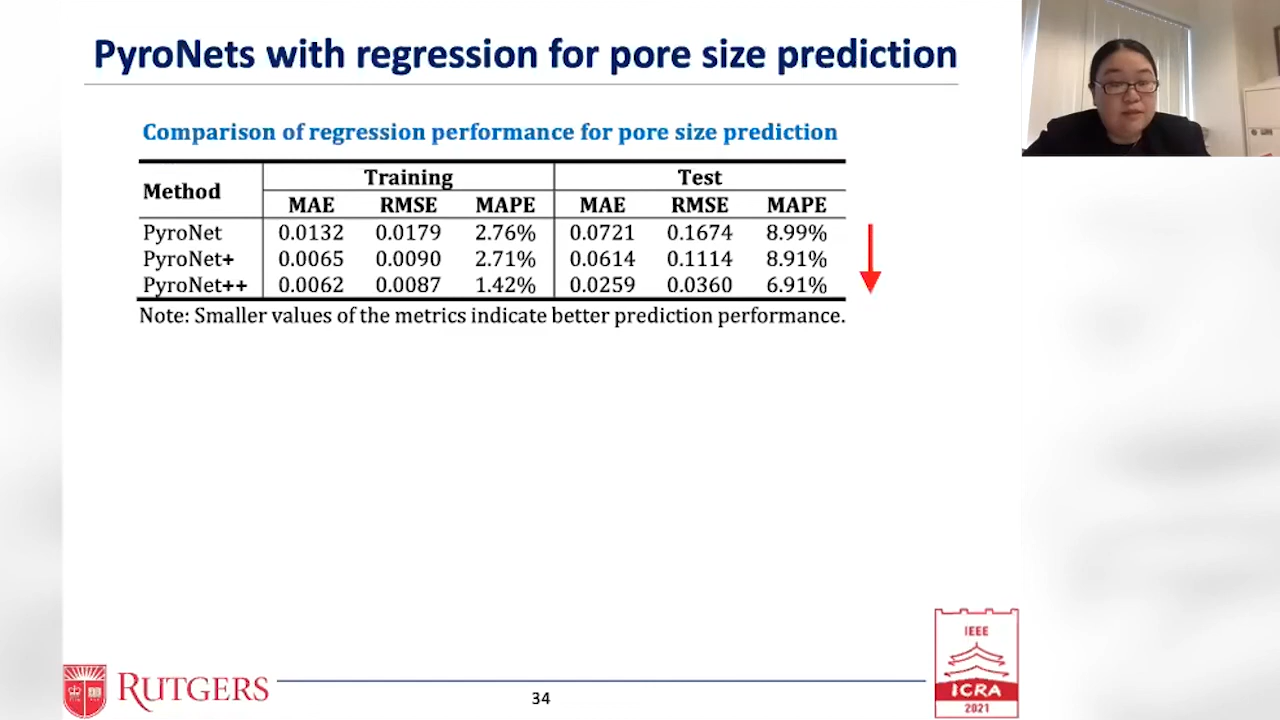 PyroNets with regression for pore size prediction
Comparison of regression performance for pore size prediction
Method Training Test
MAE RMSE MAPE MAE RMSE MAPE
PyroNet 0.0132 0.0179 2.76% 0.0721 0.1674 8.99%
PyroNet+ 0.0065 0.0090 2.71% 0.0614 0.1114 8.91%
PyroNet++ 0.0062 0.0087 1.42% 0.0259 0.0360 6.91%
Note: Smaller values of the metrics indicate better prediction performance.
RUTGERS
34
IEEE
ICRA
2021